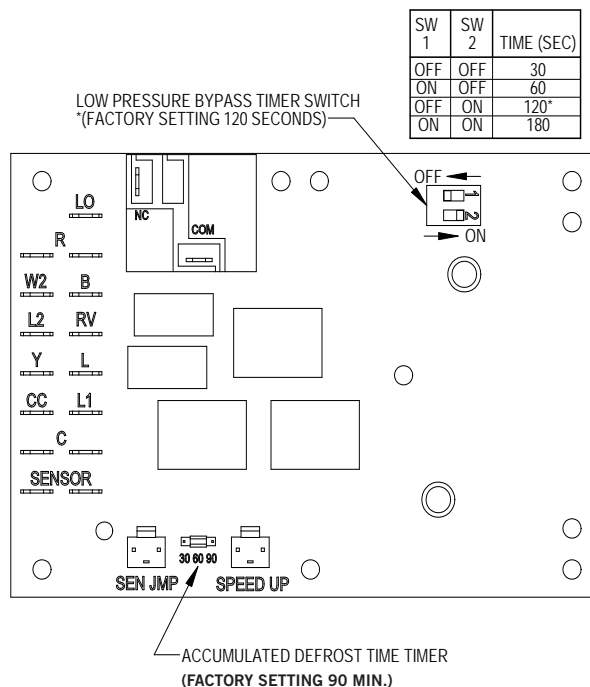 SW 1 SW 2 TIME (SEC)
OFF OFF 30
ON OFF 60
OFF ON 120*
ON ON 180
LOW PRESSURE BYPASS TIMER SWITCH
*(FACTORY SETTING 120 SECONDS)
OFF
1
2
ON
NC
COM
LO
R
W2 B
L2 RV
Y L
CC L1
C
SENSOR
30 60 90
SEN JMP SPEED UP
ACCUMULATED DEFROST TIME TIMER
(FACTORY SETTING 90 MIN.)